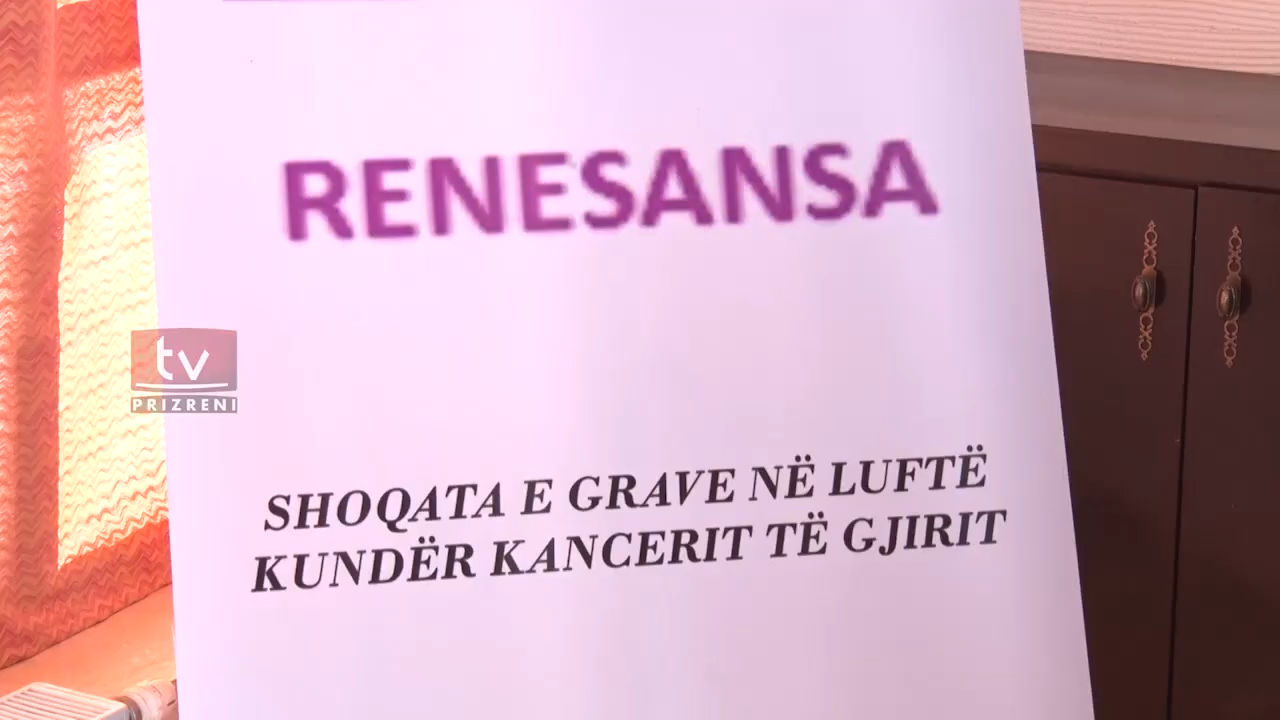 RENESANSA
tv
PRIZRENI
SHOQATA E GRAVE NË LUFTË
KUNDËR KANCERIT TË GJIRIT